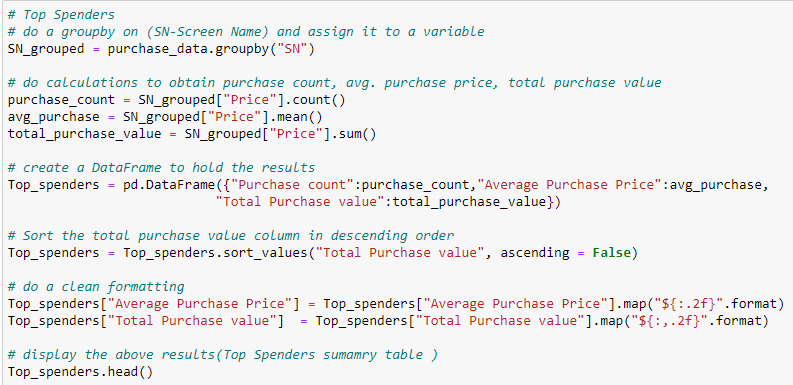 # Top Spenders
# do a groupby on (SN-Screen Name) and assign it to a variable
SN_grouped = purchase_data.groupby("SN")
# do calculations to obtain purchase count, avg. purchase price, total purchase value
purchase_count = SN_grouped["Price"].count()
avg_purchase = SN_grouped["Price"].mean()
total_purchase_value = SN_grouped["Price"].sum()
# create a DataFrame to hold the results
Top_spenders = pd.DataFrame({"Purchase count":purchase_count,"Average Purchase Price":avg_purchase,
"Total Purchase value":total_purchase_value})
# Sort the total purchase value column in descending order
Top_spenders = Top_spenders.sort_values("Total Purchase value", ascending = False)
# do a clean formatting
Top_spenders["Average Purchase Price"] = Top_spenders["Average Purchase Price"].map("${:.2f}".format)
Top_spenders["Total Purchase value"]  = Top_spenders["Total Purchase value"].map("${:,.2f}".format)
# display the above results(Top Spenders sumamry table )
Top_spenders.head()